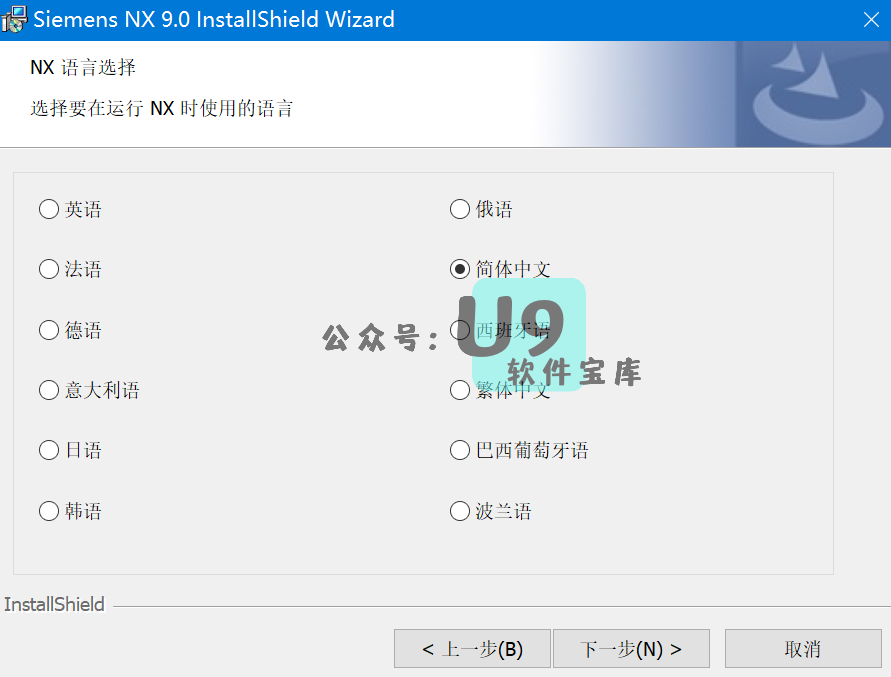 Siemens NX 9.0 InstallShield Wizard
NX 语言选择
选择要在运行 NX 时使用的语言
英语
俄语
法语
简体中文
德语
西班牙语
公众号：U9
软件宝库
意大利语
繁体中文
日语
巴西葡萄牙语
韩语
波兰语
InstallShield
< 上一步(B)
下一步(N) >
取消